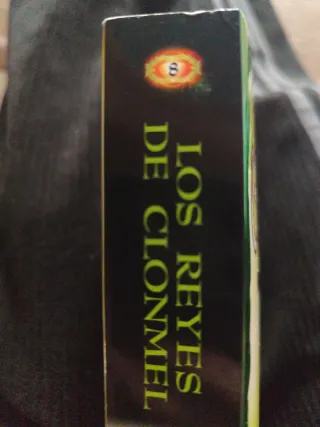 8
LOS REYES
DE CLONMEL